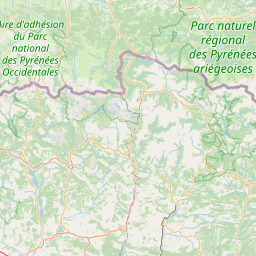 Aire d'adhésion
du Parc
national
des Pyrénées
Occidentales
Parc naturel
régional
des Pyrénées
ariégeoises